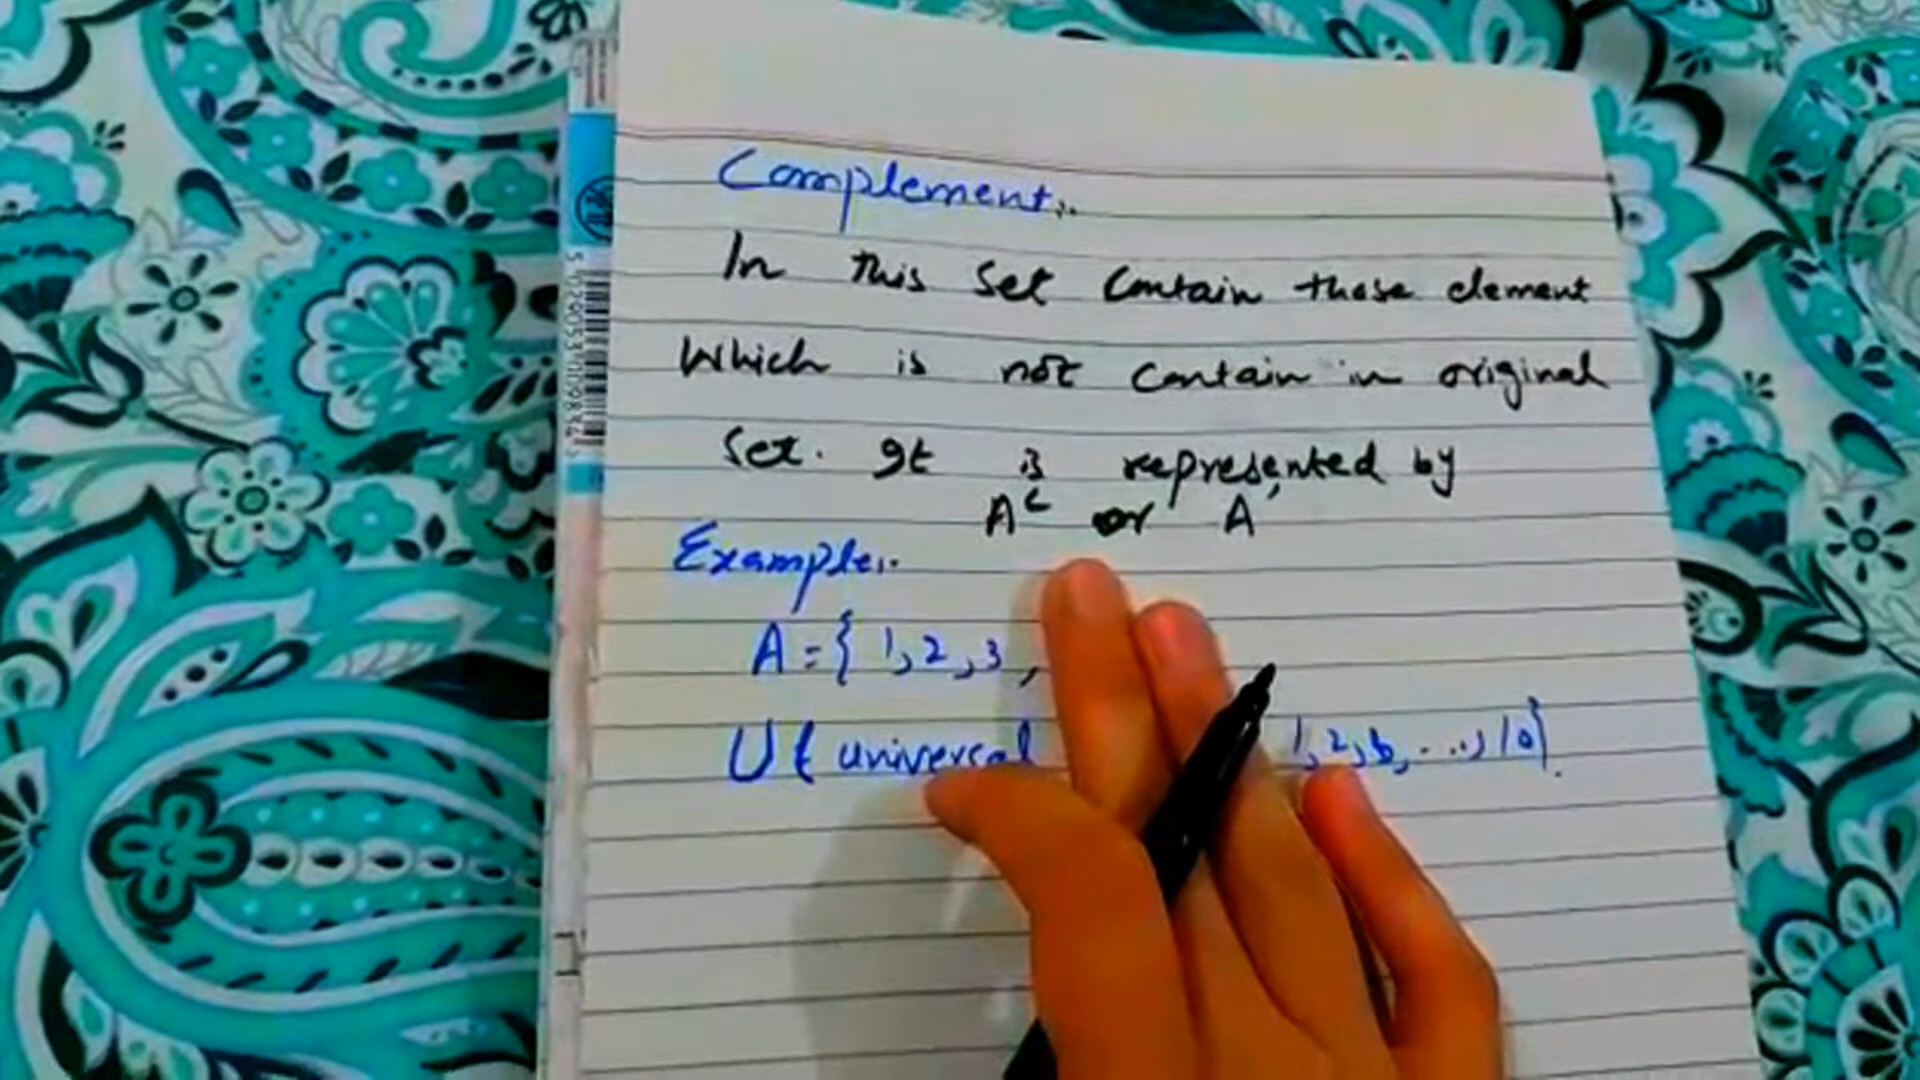 Complement:.
In this Set Contain those element
Which is not contain in original
Set. It is represented by
Aᶜ or A'
Example:.
A = { 1, 2, 3 ,
U { universal 1, 2, b, ..., 10}.